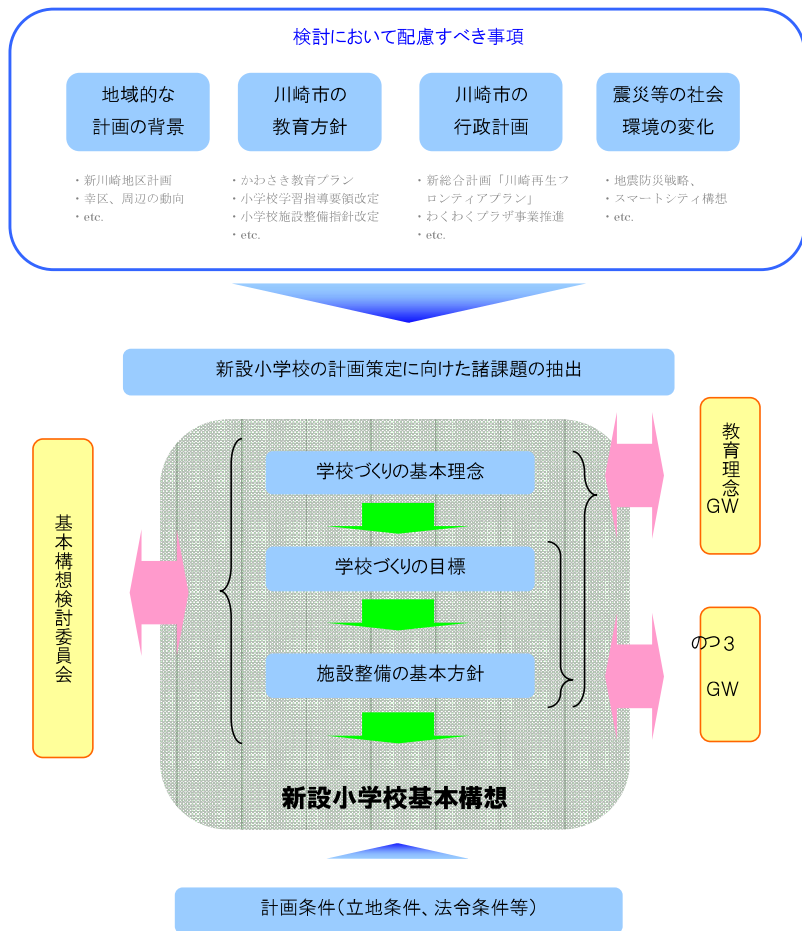 検討において配慮すべき事項
地域的な
計画の背景
川崎市の
教育方針
川崎市の
行政計画
震災等の社会
環境の変化
・新川崎地区計画
・幸区、周辺の動向
・etc.
・かわさき教育プラン
・小学校学習指導要領改定
・小学校施設整備指針改定
・etc.
・新総合計画「川崎再生フ
ロンティアプラン」
・わくわくプラザ事業推進
・etc.
・地震防災戦略、
・スマートシティ構想
・etc.
新設小学校の計画策定に向けた諸課題の抽出
基本構想検討委員会
学校づくりの基本理念
学校づくりの目標
施設整備の基本方針
新設小学校基本構想
教育理念
GW
3つの
GW
計画条件（立地条件、法令条件等）